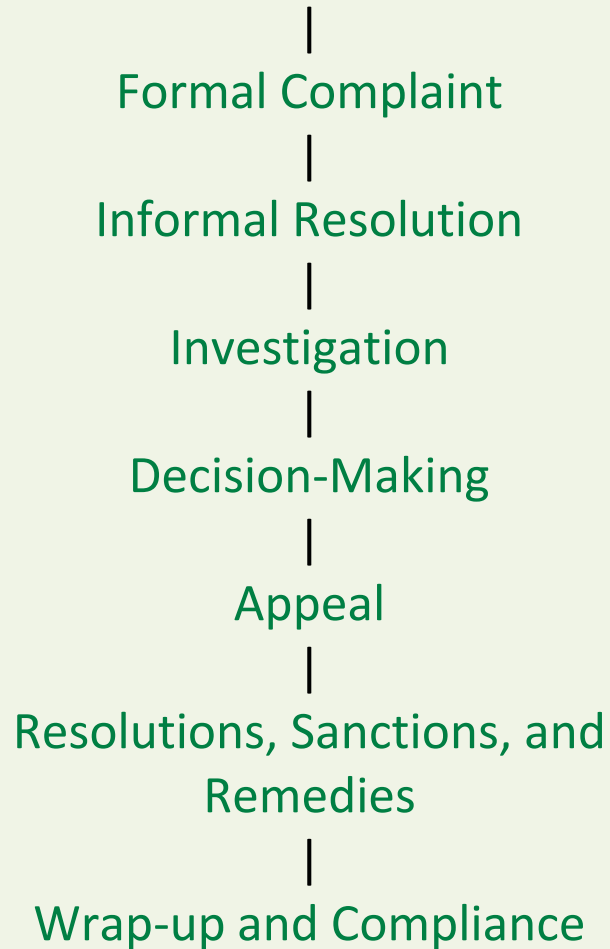 Formal Complaint
Informal Resolution
Investigation
Decision-Making
Appeal
Resolutions, Sanctions, and
Remedies
Wrap-up and Compliance